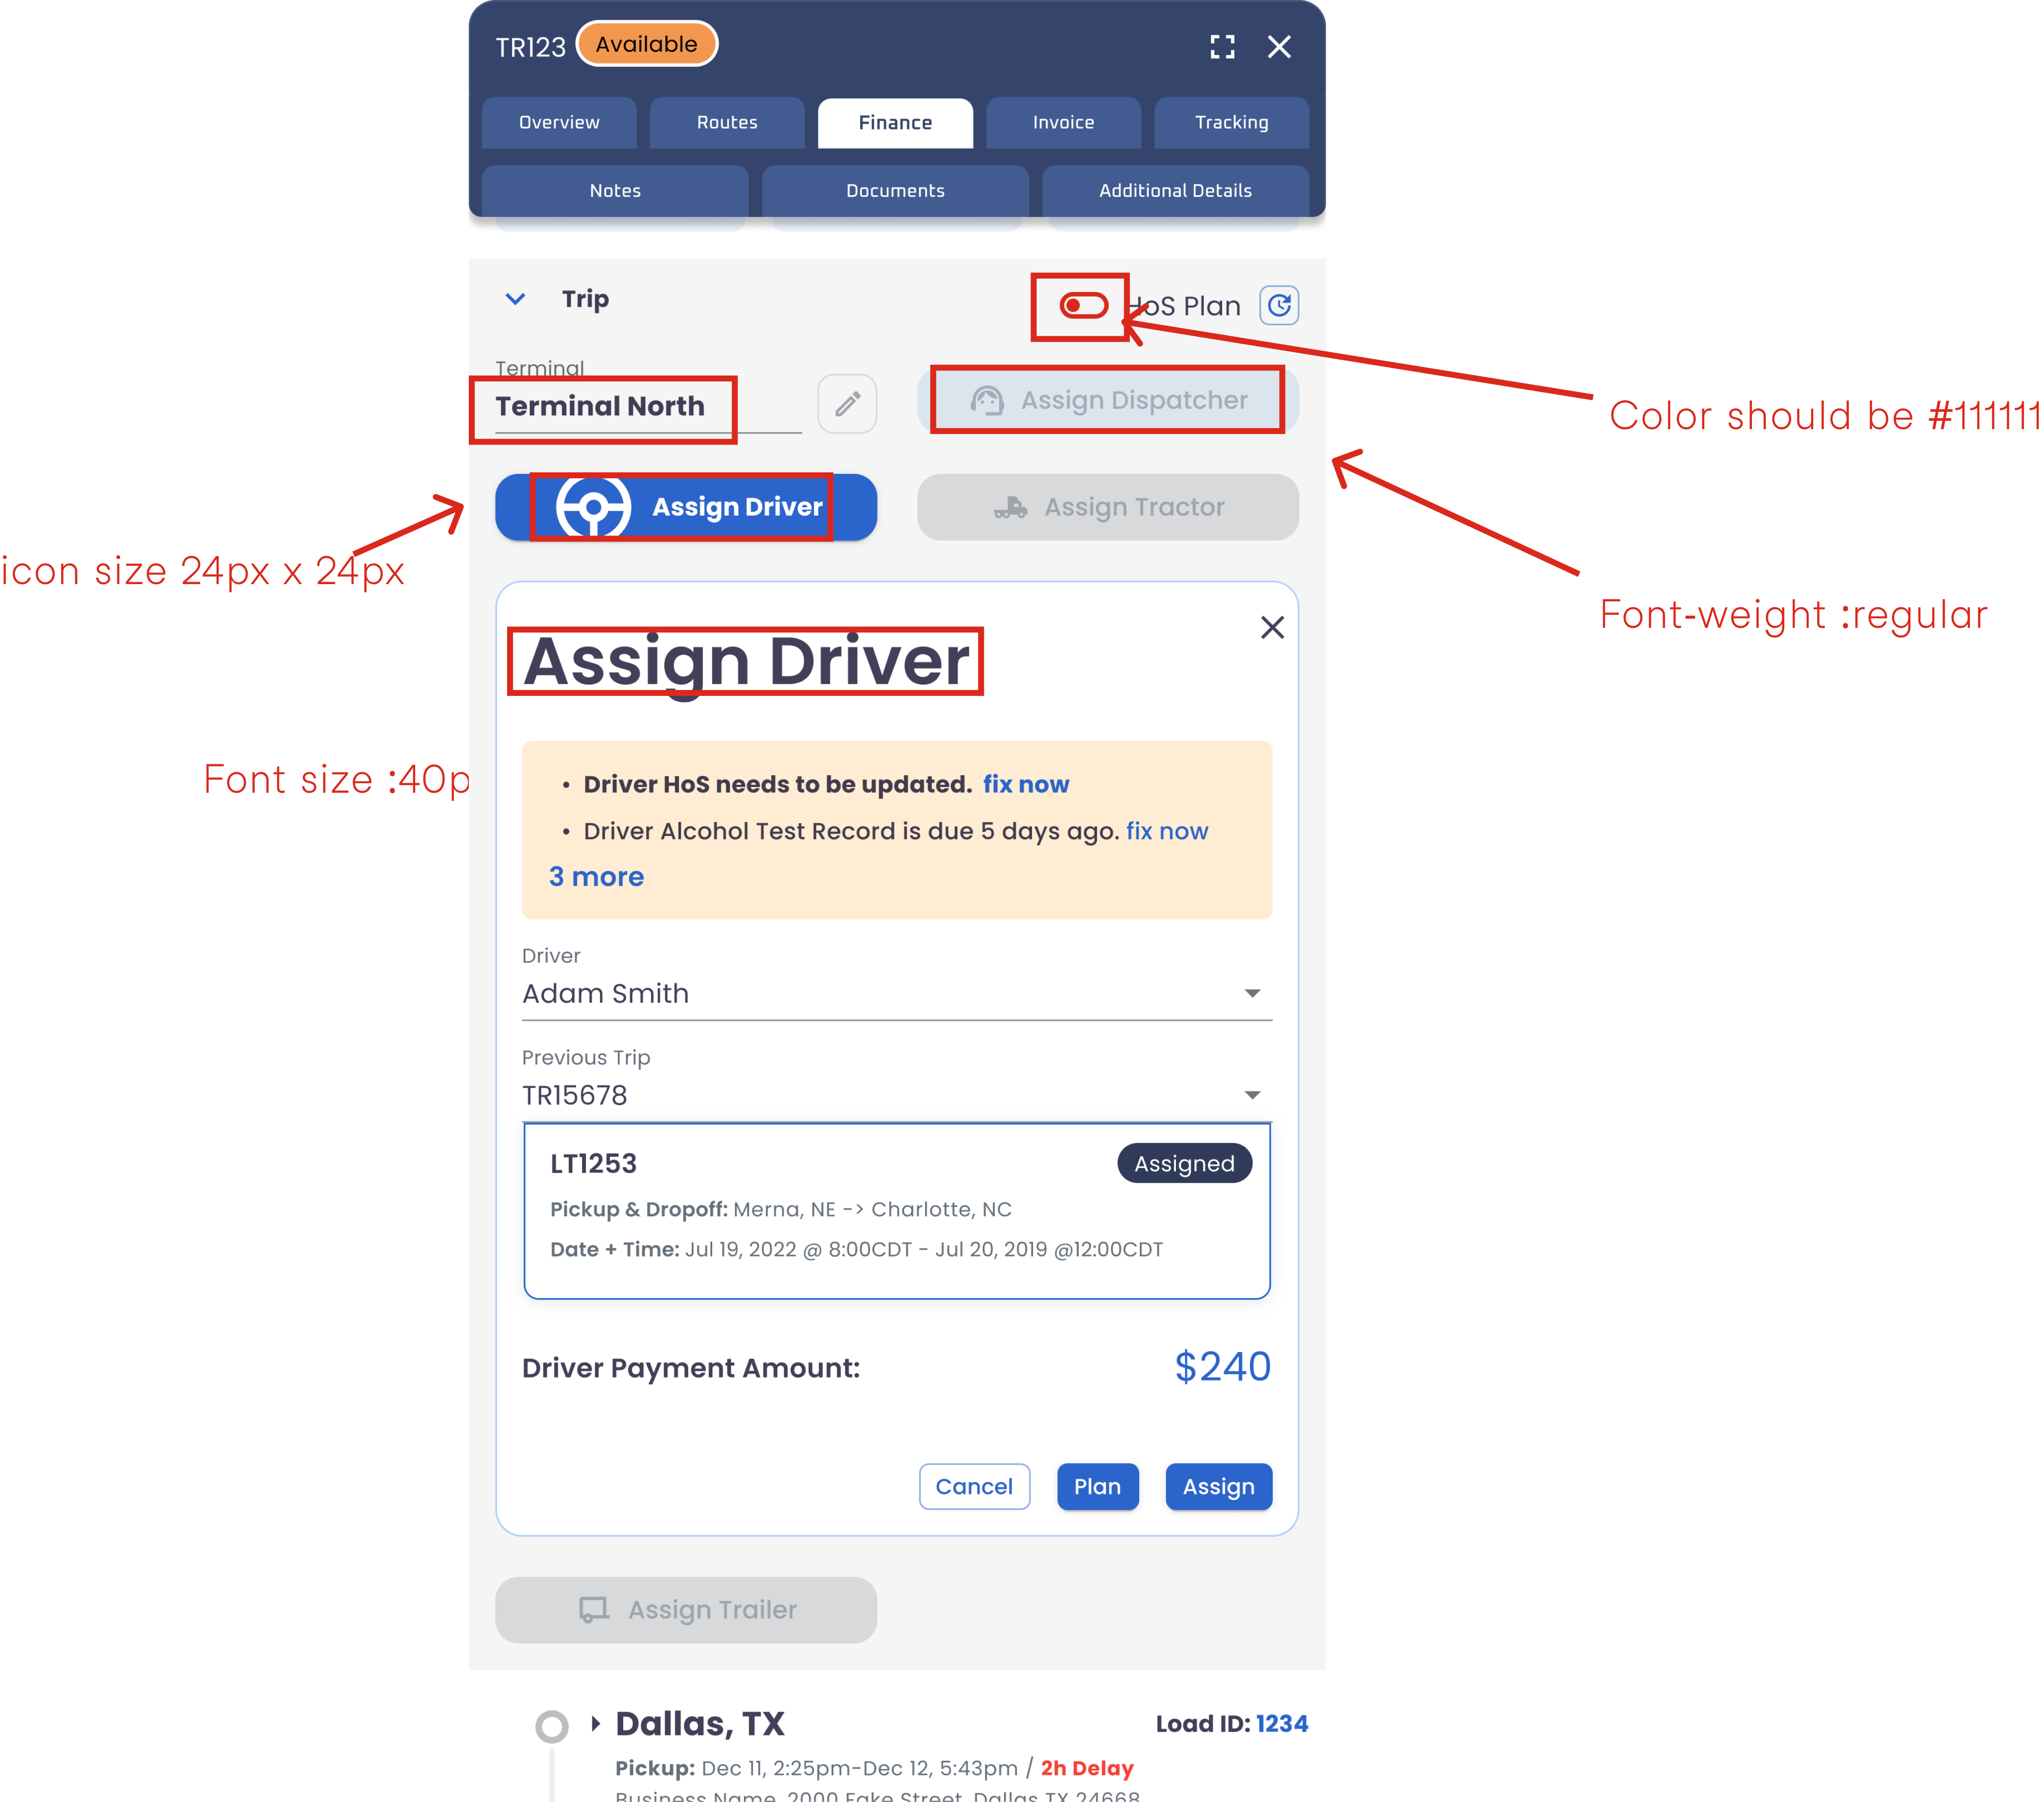 TR123 Available
Overview Routes Finance Invoice Tracking
Notes Documents Additional Details
Trip
HoS Plan
Terminal
Terminal North
Assign Dispatcher
Color should be #111111
Assign Driver
Assign Tractor
icon size 24px x 24px
Font-weight :regular
Assign Driver
Font size :40p
• Driver HoS needs to be updated. fix now
• Driver Alcohol Test Record is due 5 days ago. fix now
3 more
Driver
Adam Smith
Previous Trip
TR15678
LT1253 Assigned
Pickup & Dropoff: Merna, NE -> Charlotte, NC
Date + Time: Jul 19, 2022 @ 8:00CDT - Jul 20, 2019 @12:00CDT
Driver Payment Amount: $240
Cancel Plan Assign
Assign Trailer
Dallas, TX Load ID: 1234
Pickup: Dec 11, 2:25pm-Dec 12, 5:43pm / 2h Delay
Business Name, 2000 Fake Street, Dallas TX 24668